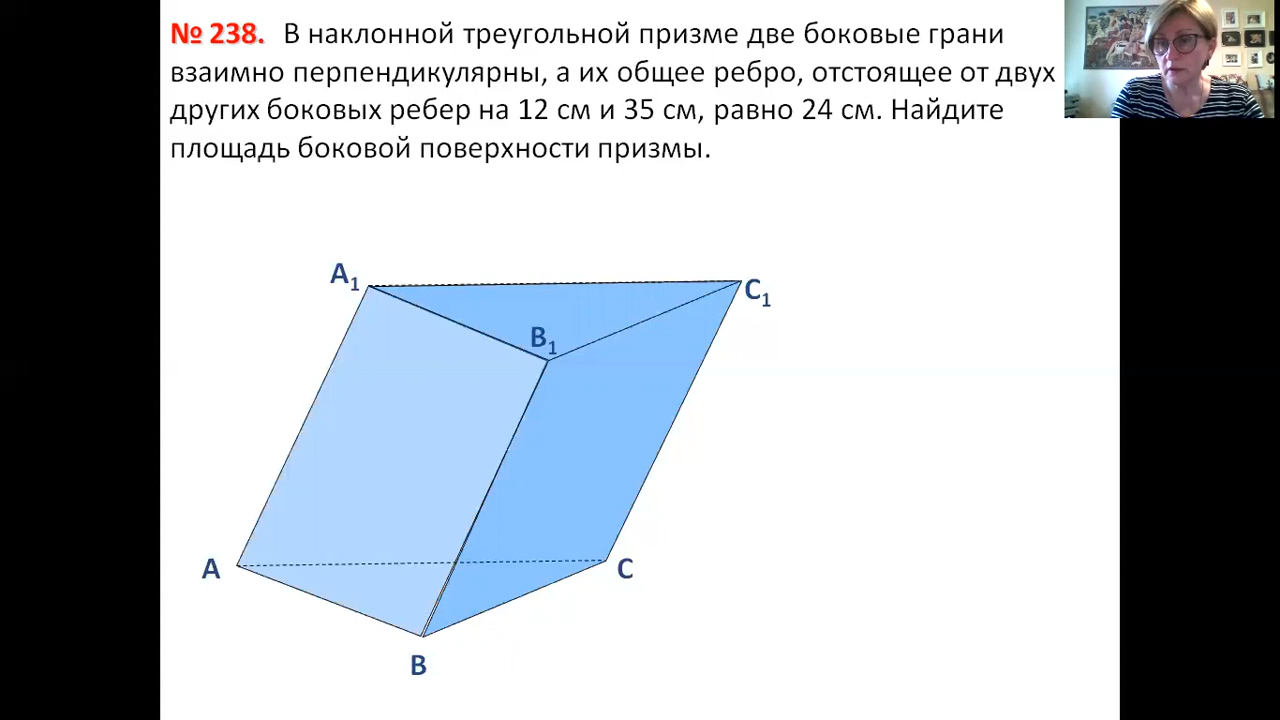 № 238. В наклонной треугольной призме две боковые грани
взаимно перпендикулярны, а их общее ребро, отстоящее от двух
других боковых ребер на 12 см и 35 см, равно 24 см. Найдите
площадь боковой поверхности призмы.
A₁
C₁
B₁
A
C
B